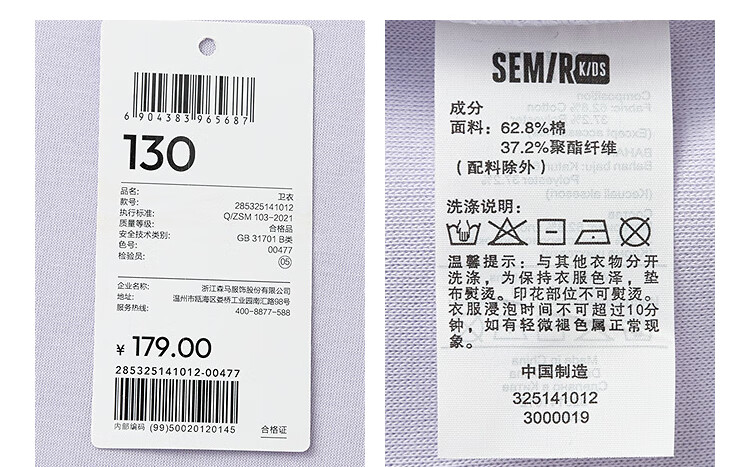 6 904383 965687
130
品名: 卫衣
款号: 285325141012
执行标准: Q/ZSM 103-2021
质量等级: 合格品
安全技术类别: GB 31701 B类
色号: 00477
检验员: 05
企业名称: 浙江森马服饰股份有限公司
地址: 温州市瓯海区娄桥工业园南汇路98号
服务热线: 400-8877-588
¥ 179.00
285325141012-00477
内部编码 (99)50020120145 合格证
SEMIR KIDS
成分
面料: 62.8%棉
37.2%聚酯纤维
(配料除外)
洗涤说明:
温馨提示: 与其他衣物分开
洗涤, 为保持衣服色泽, 垫
布熨烫。印花部位不可熨烫。
衣服浸泡时间不可超过10分
钟, 如有轻微褪色属正常现
象。
中国制造
325141012
3000019